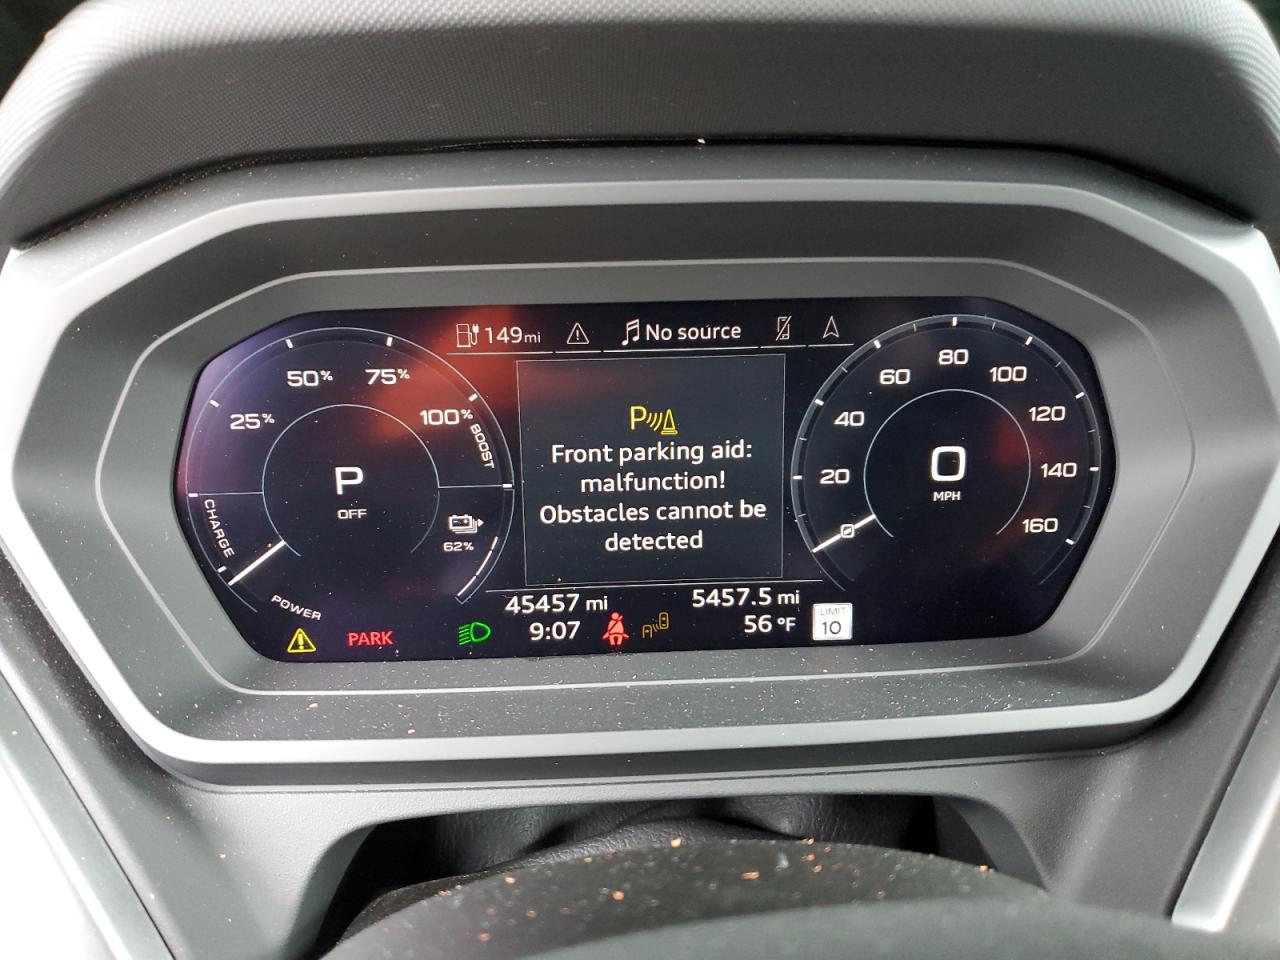 149mi
No source
25%
50%
75%
100%
BOOST
CHARGE
POWER
P
OFF
62%
P
Front parking aid:
malfunction!
Obstacles cannot be
detected
0
20
40
60
80
100
120
140
160
0
MPH
45457 mi
5457.5 mi
9:07
56 °F
LIMIT
10
PARK